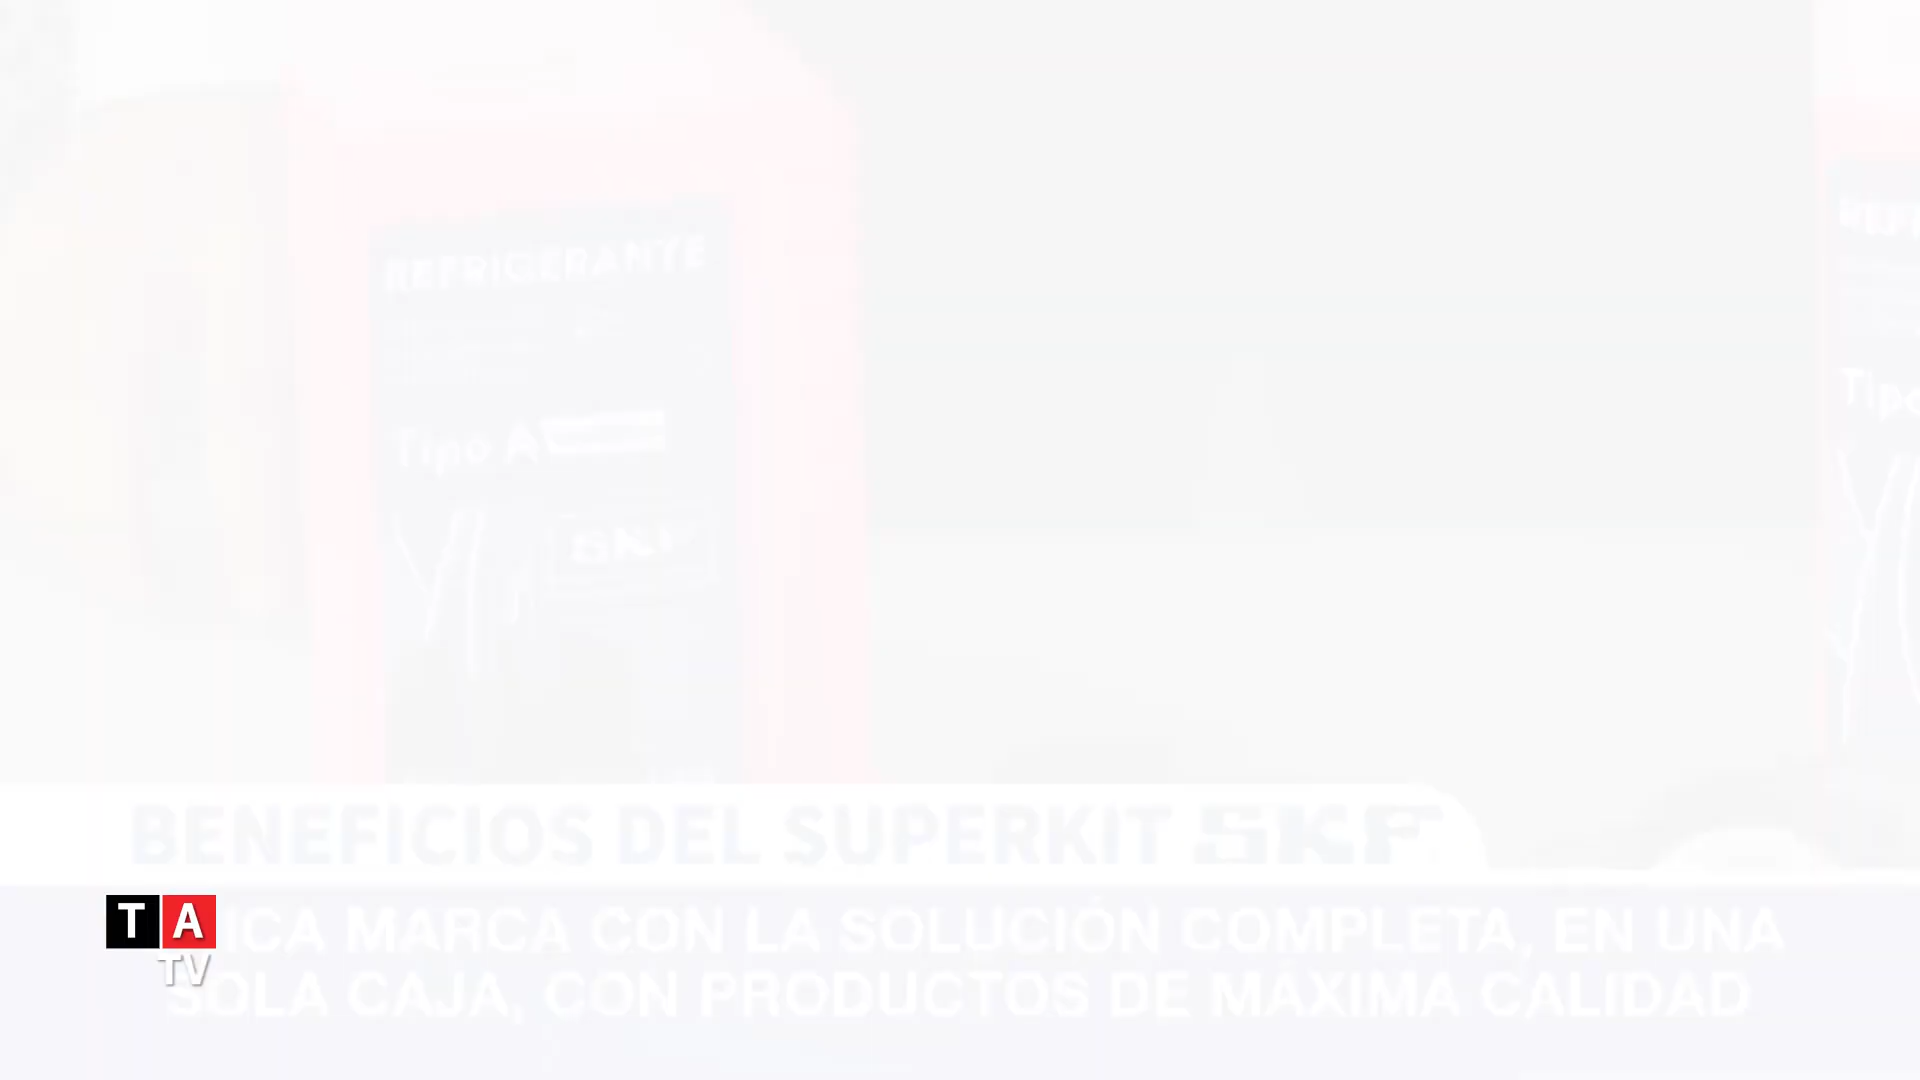 REFRIGERANTE
Tipo A
SKF
Tipo
BENEFICIOS DEL SUPERKIT SKF
ICA MARCA CON LA SOLUCIÓN COMPLETA, EN UNA
SOLA CAJA, CON PRODUCTOS DE MÁXIMA CALIDAD
TA
TV